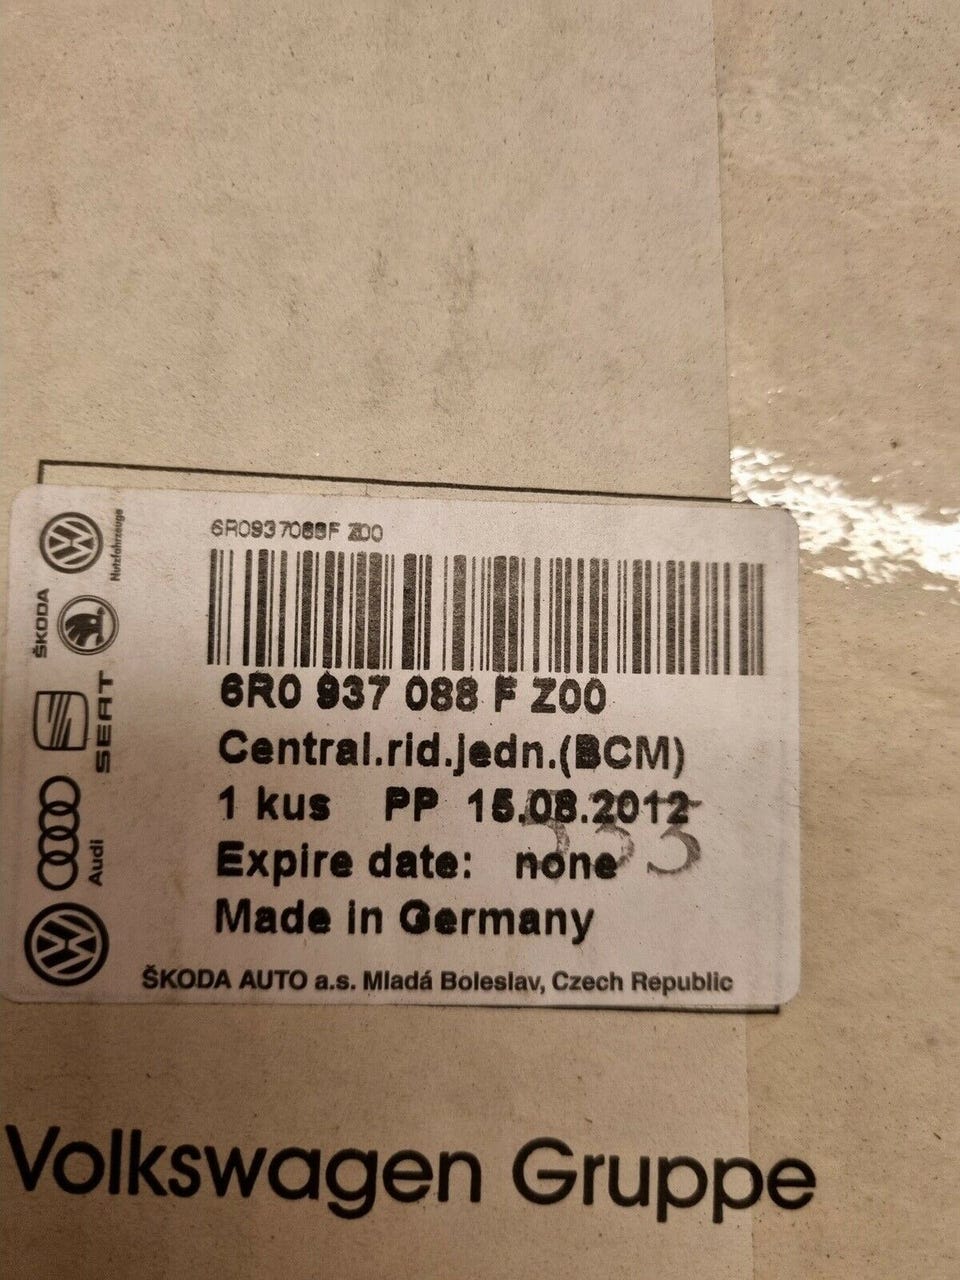 6R0937088F Z00
6R0 937 088 F Z00
Central.rid.jedn.(BCM)
1 kus PP 15.08.2012
333
Expire date: none
Made in Germany
ŠKODA AUTO a.s. Mladá Boleslav, Czech Republic
Nutzfahrzeuge
ŠKODA
SEAT
Audi
Volkswagen Gruppe